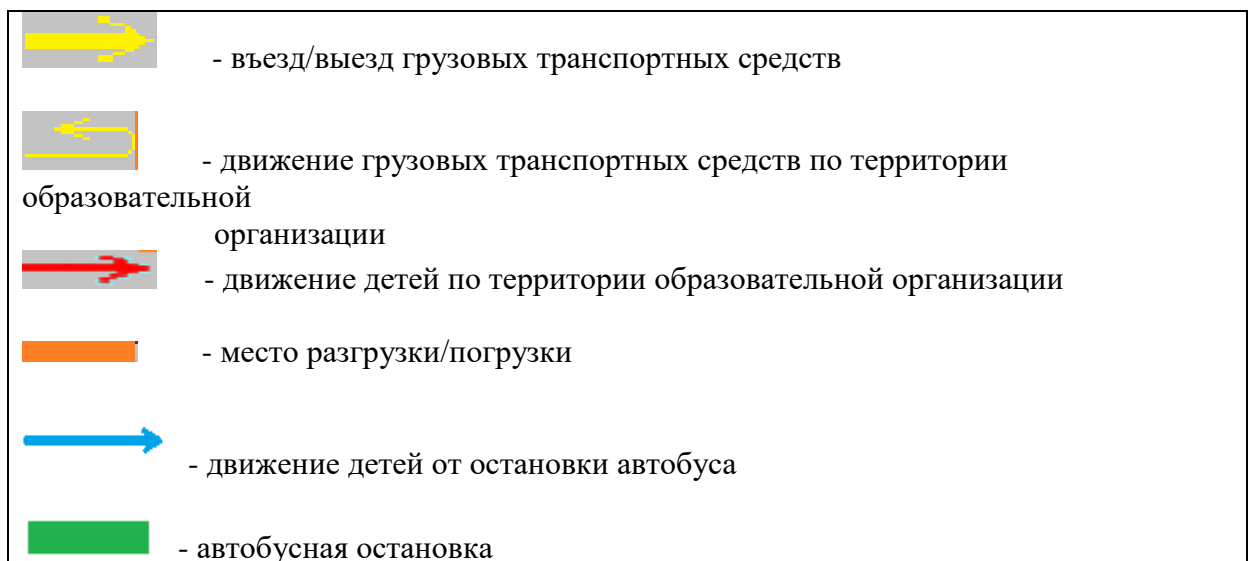 - въезд/выезд грузовых транспортных средств
- движение грузовых транспортных средств по территории
образовательной
организации
- движение детей по территории образовательной организации
- место разгрузки/погрузки
- движение детей от остановки автобуса
- автобусная остановка